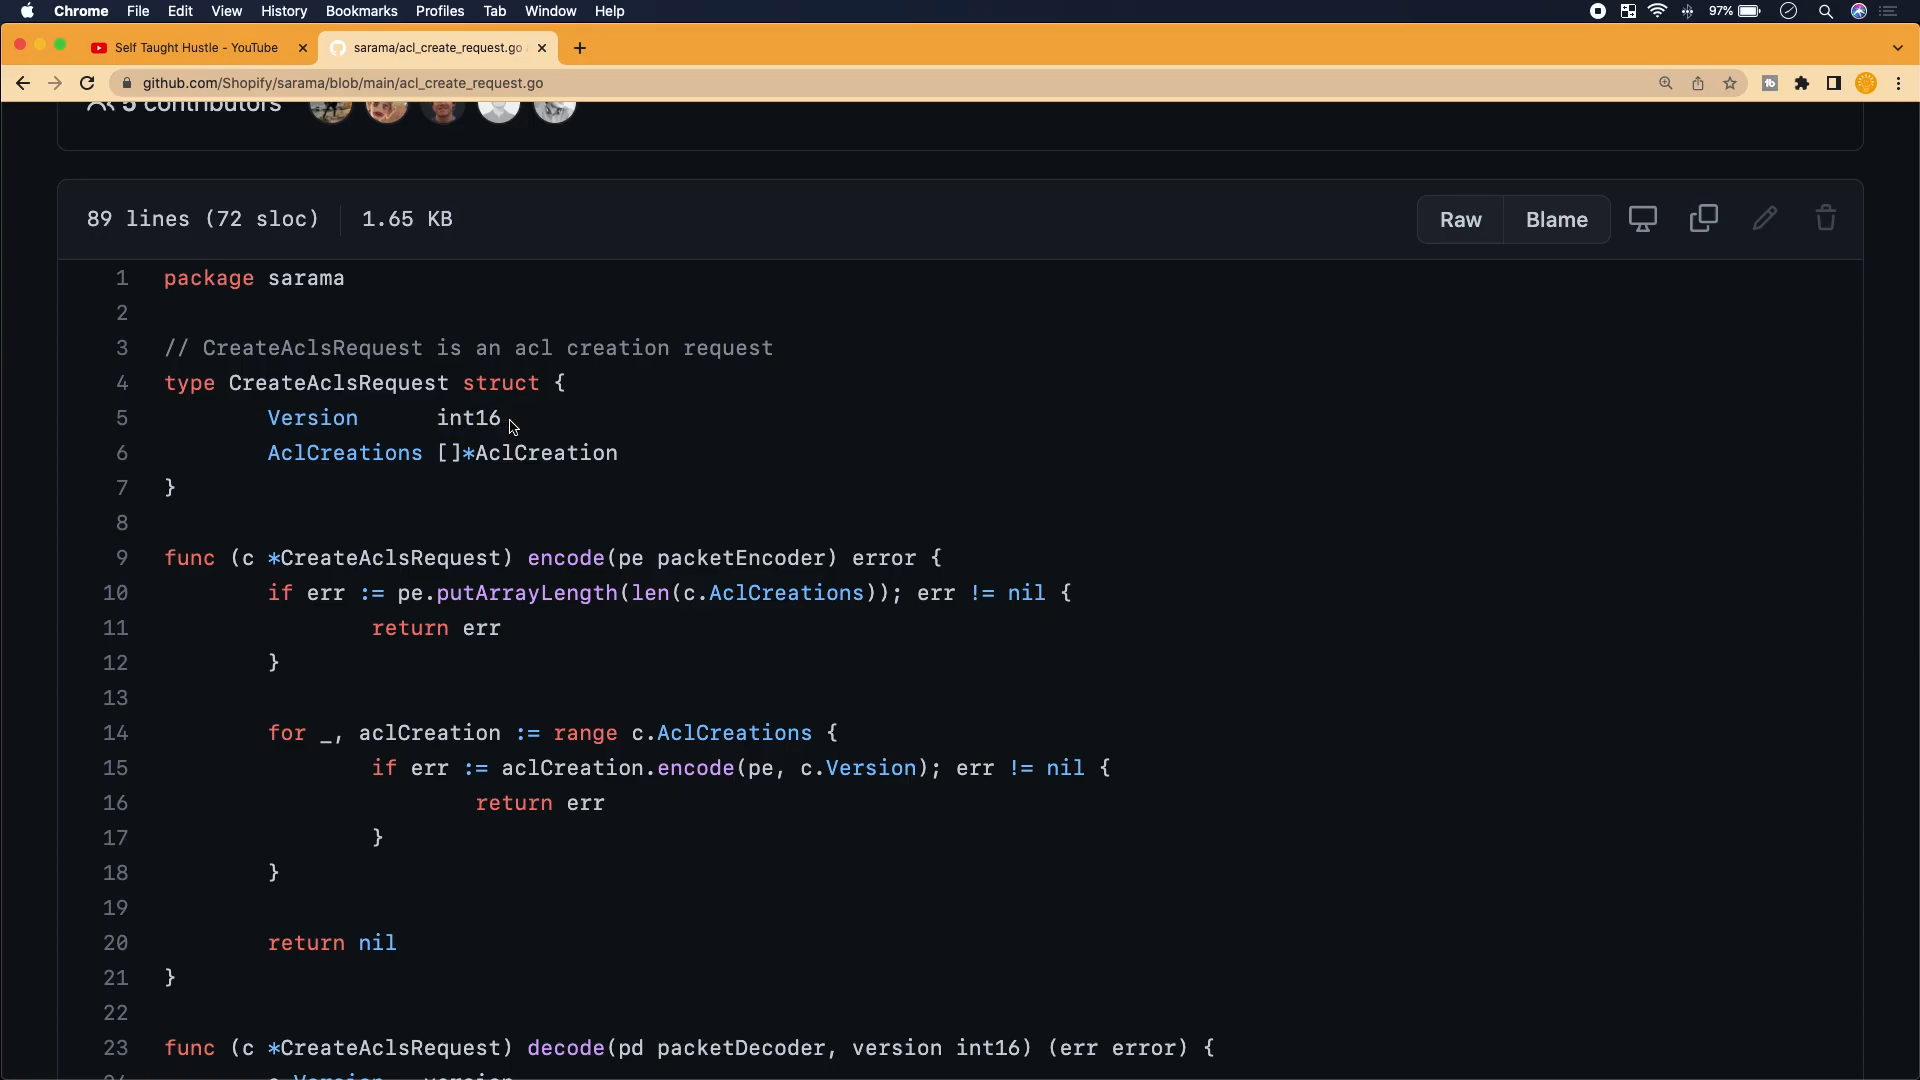 Chrome File Edit View History Bookmarks Profiles Tab Window Help 97%
Self Taught Hustle - YouTube sarama/acl_create_request.go
github.com/Shopify/sarama/blob/main/acl_create_request.go
5 contributors
89 lines (72 sloc) 1.65 KB Raw Blame
1 package sarama
2
3 // CreateAclsRequest is an acl creation request
4 type CreateAclsRequest struct {
5 Version int16
6 AclCreations []*AclCreation
7 }
8
9 func (c *CreateAclsRequest) encode(pe packetEncoder) error {
10 if err := pe.putArrayLength(len(c.AclCreations)); err != nil {
11 return err
12 }
13
14 for _, aclCreation := range c.AclCreations {
15 if err := aclCreation.encode(pe, c.Version); err != nil {
16 return err
17 }
18 }
19
20 return nil
21 }
22
23 func (c *CreateAclsRequest) decode(pd packetDecoder, version int16) (err error) {